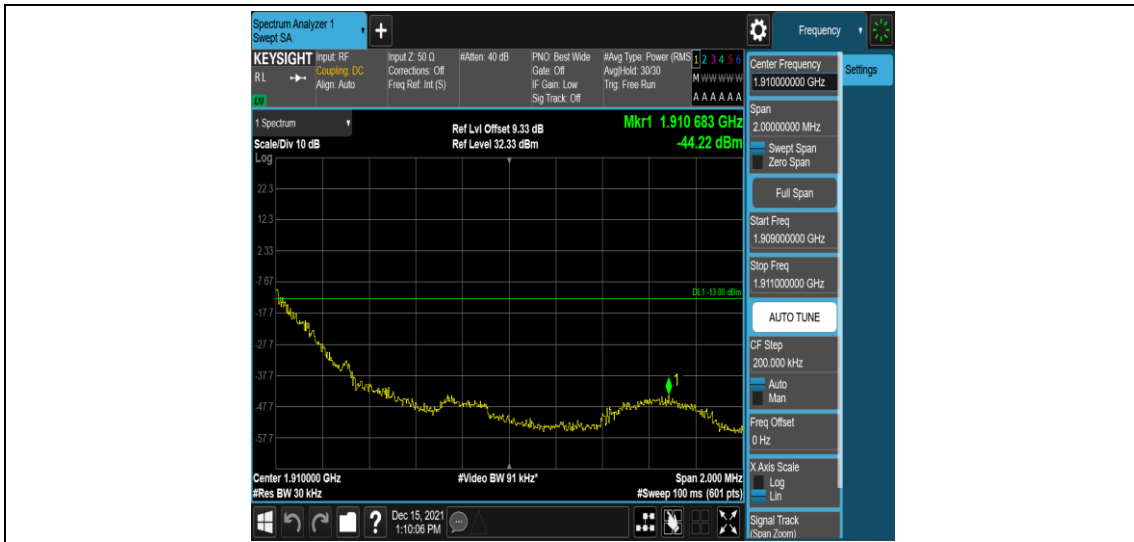 Spectrum Analyzer 1
Swept SA
+
Frequency
KEYSIGHT
RL
LXI
Input: RF
Coupling: DC
Align: Auto
Input Z: 50 Ω
Corrections: Off
Freq Ref: Int (S)
#Atten: 40 dB
PNO: Best Wide
Gate: Off
IF Gain: Low
Sig Track: Off
#Avg Type: Power (RMS
Avg|Hold: 30/30
Trig: Free Run
1 2 3 4 5 6
M W W W W W
A A A A A A
1 Spectrum
Scale/Div 10 dB
Ref Lvl Offset 9.33 dB
Ref Level 32.33 dBm
Mkr1 1.910 683 GHz
-44.22 dBm
Log
22.3
12.3
2.33
-7.67
-17.7
-27.7
-37.7
-47.7
-57.7
DL1 -13.00 dBm
1
Center 1.910000 GHz
#Res BW 30 kHz
#Video BW 91 kHz*
Span 2.000 MHz
#Sweep 100 ms (601 pts)
Center Frequency
1.910000000 GHz
Settings
Span
2.00000000 MHz
Swept Span
Zero Span
Full Span
Start Freq
1.909000000 GHz
Stop Freq
1.911000000 GHz
AUTO TUNE
CF Step
200.000 kHz
Auto
Man
Freq Offset
0 Hz
X Axis Scale
Log
Lin
Signal Track
(Span Zoom)
?
Dec 15, 2021
1:10:06 PM